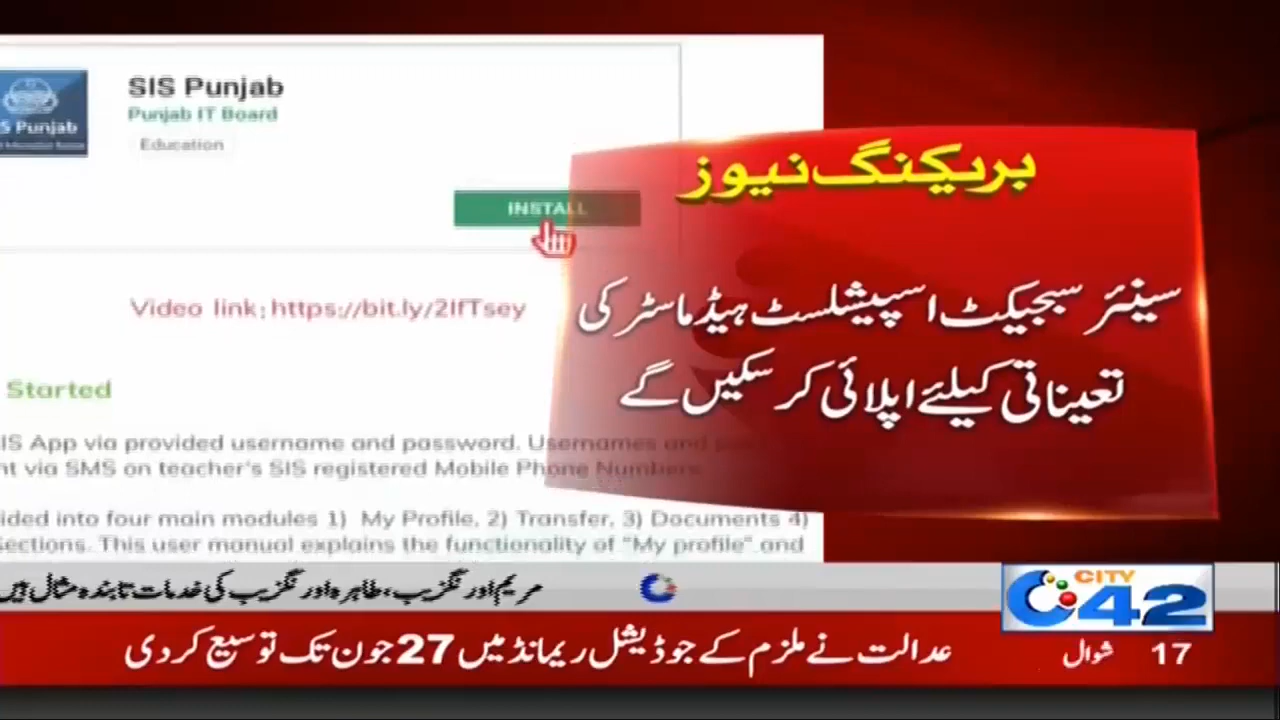 SIS Punjab
Punjab IT Board
S Punjab
Education
INSTALL
Video link: https://bit.ly/2IfTsey
Started
IS App via provided username and password. Usernames and
nt via SMS on teacher's SIS registered Mobile Phone Numbers
ided into four main modules 1) My Profile, 2) Transfer, 3) Documents 4)
Sections. This user manual explains the functionality of "My profile" and
بریکنگ نیوز
سینئر سبجیکٹ اسپیشلسٹ ہیڈ ماسٹر کی
تعیناتی کیلئے اپلائی کر سکیں گے
مریم اورنگزیب، طاہرہ اورنگزیب کی خدمات تابندہ مثال ہیں
CITY
42
عدالت نے ملزم کے جوڈیشل ریمانڈ میں 27 جون تک توسیع کر دی
17 شوال